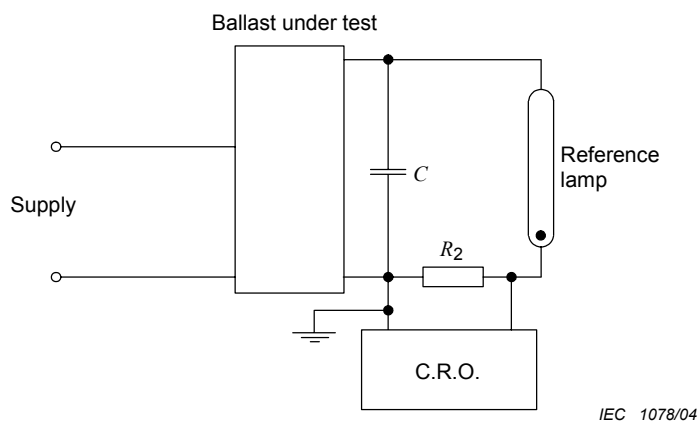 Ballast under test
C
Reference
lamp
Supply
R2
C.R.O.
IEC 1078/04